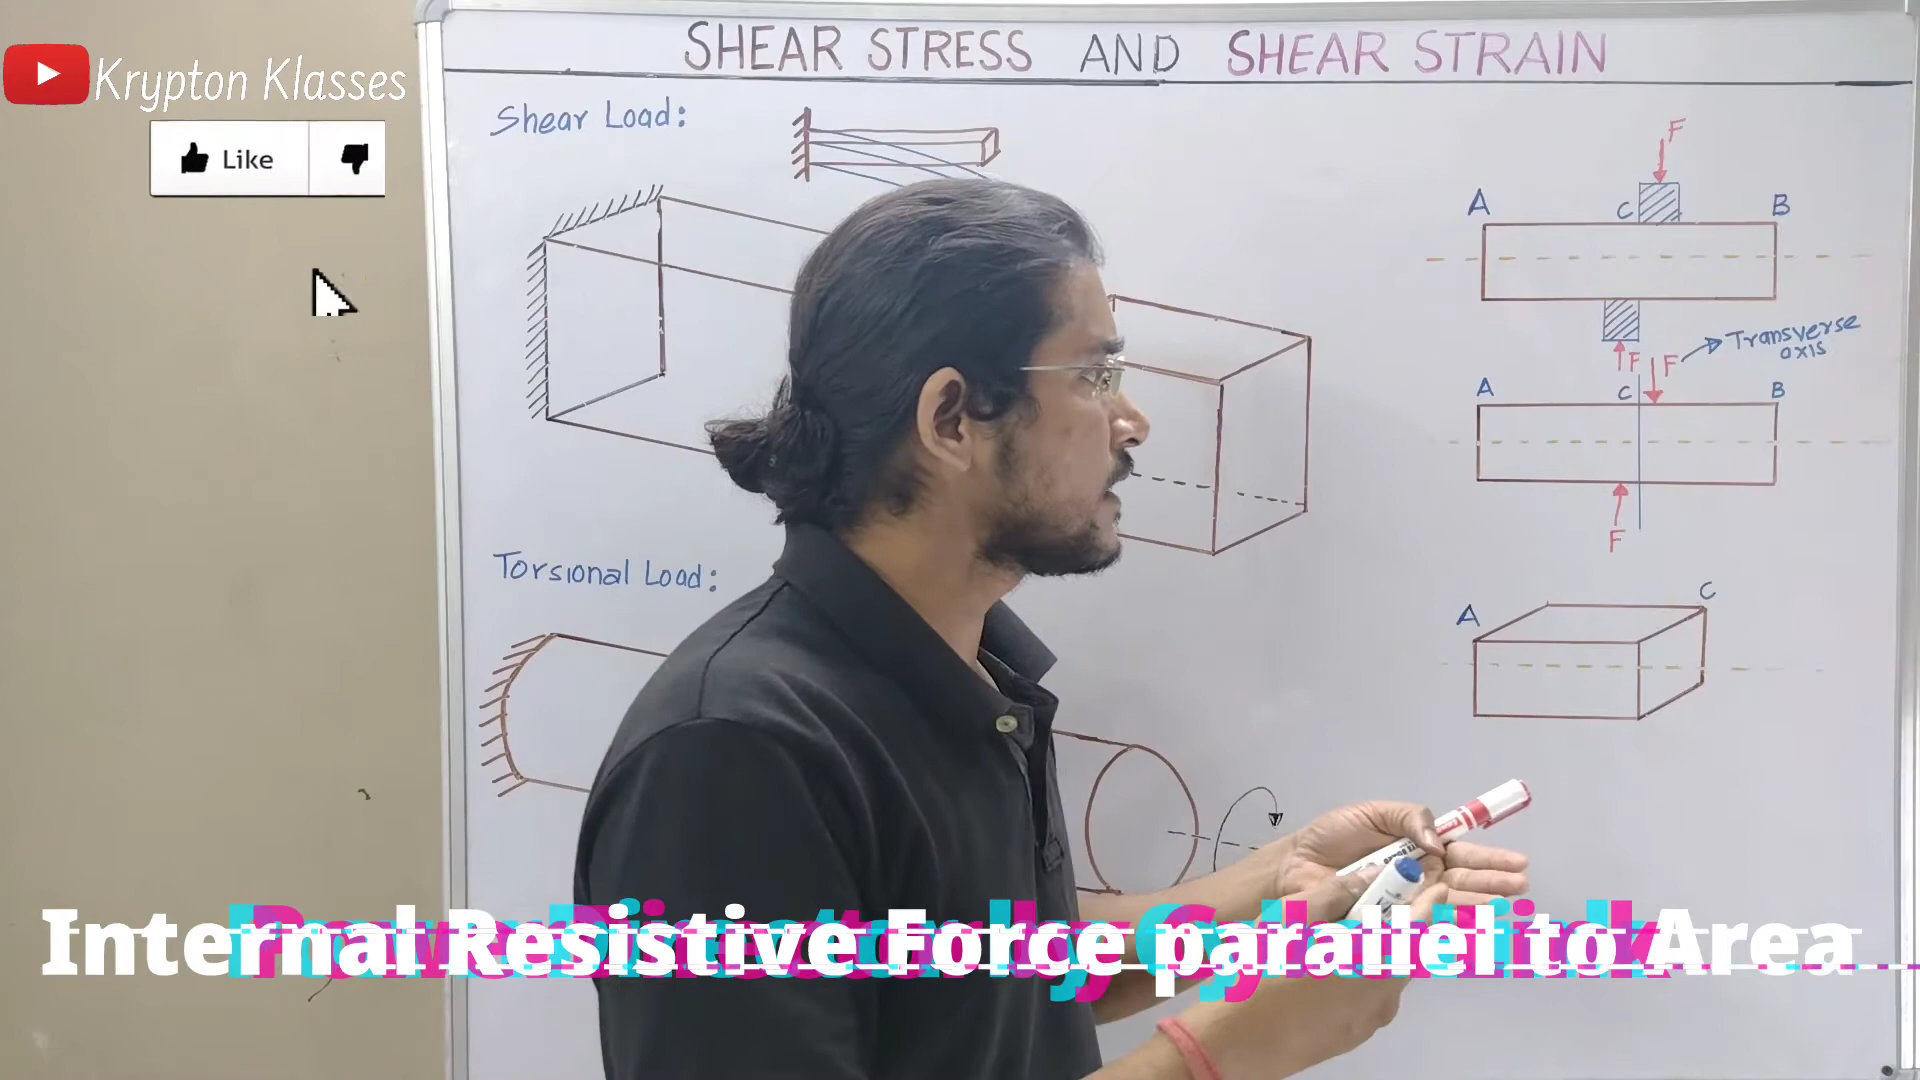 SHEAR STRESS AND SHEAR STRAIN
Krypton Klasses
Like
Shear Load:
F
A
C
B
F
F
Transverse
axis
A
C
B
F
Torsional Load:
A
C
Internal Resistive Force parallel to Area